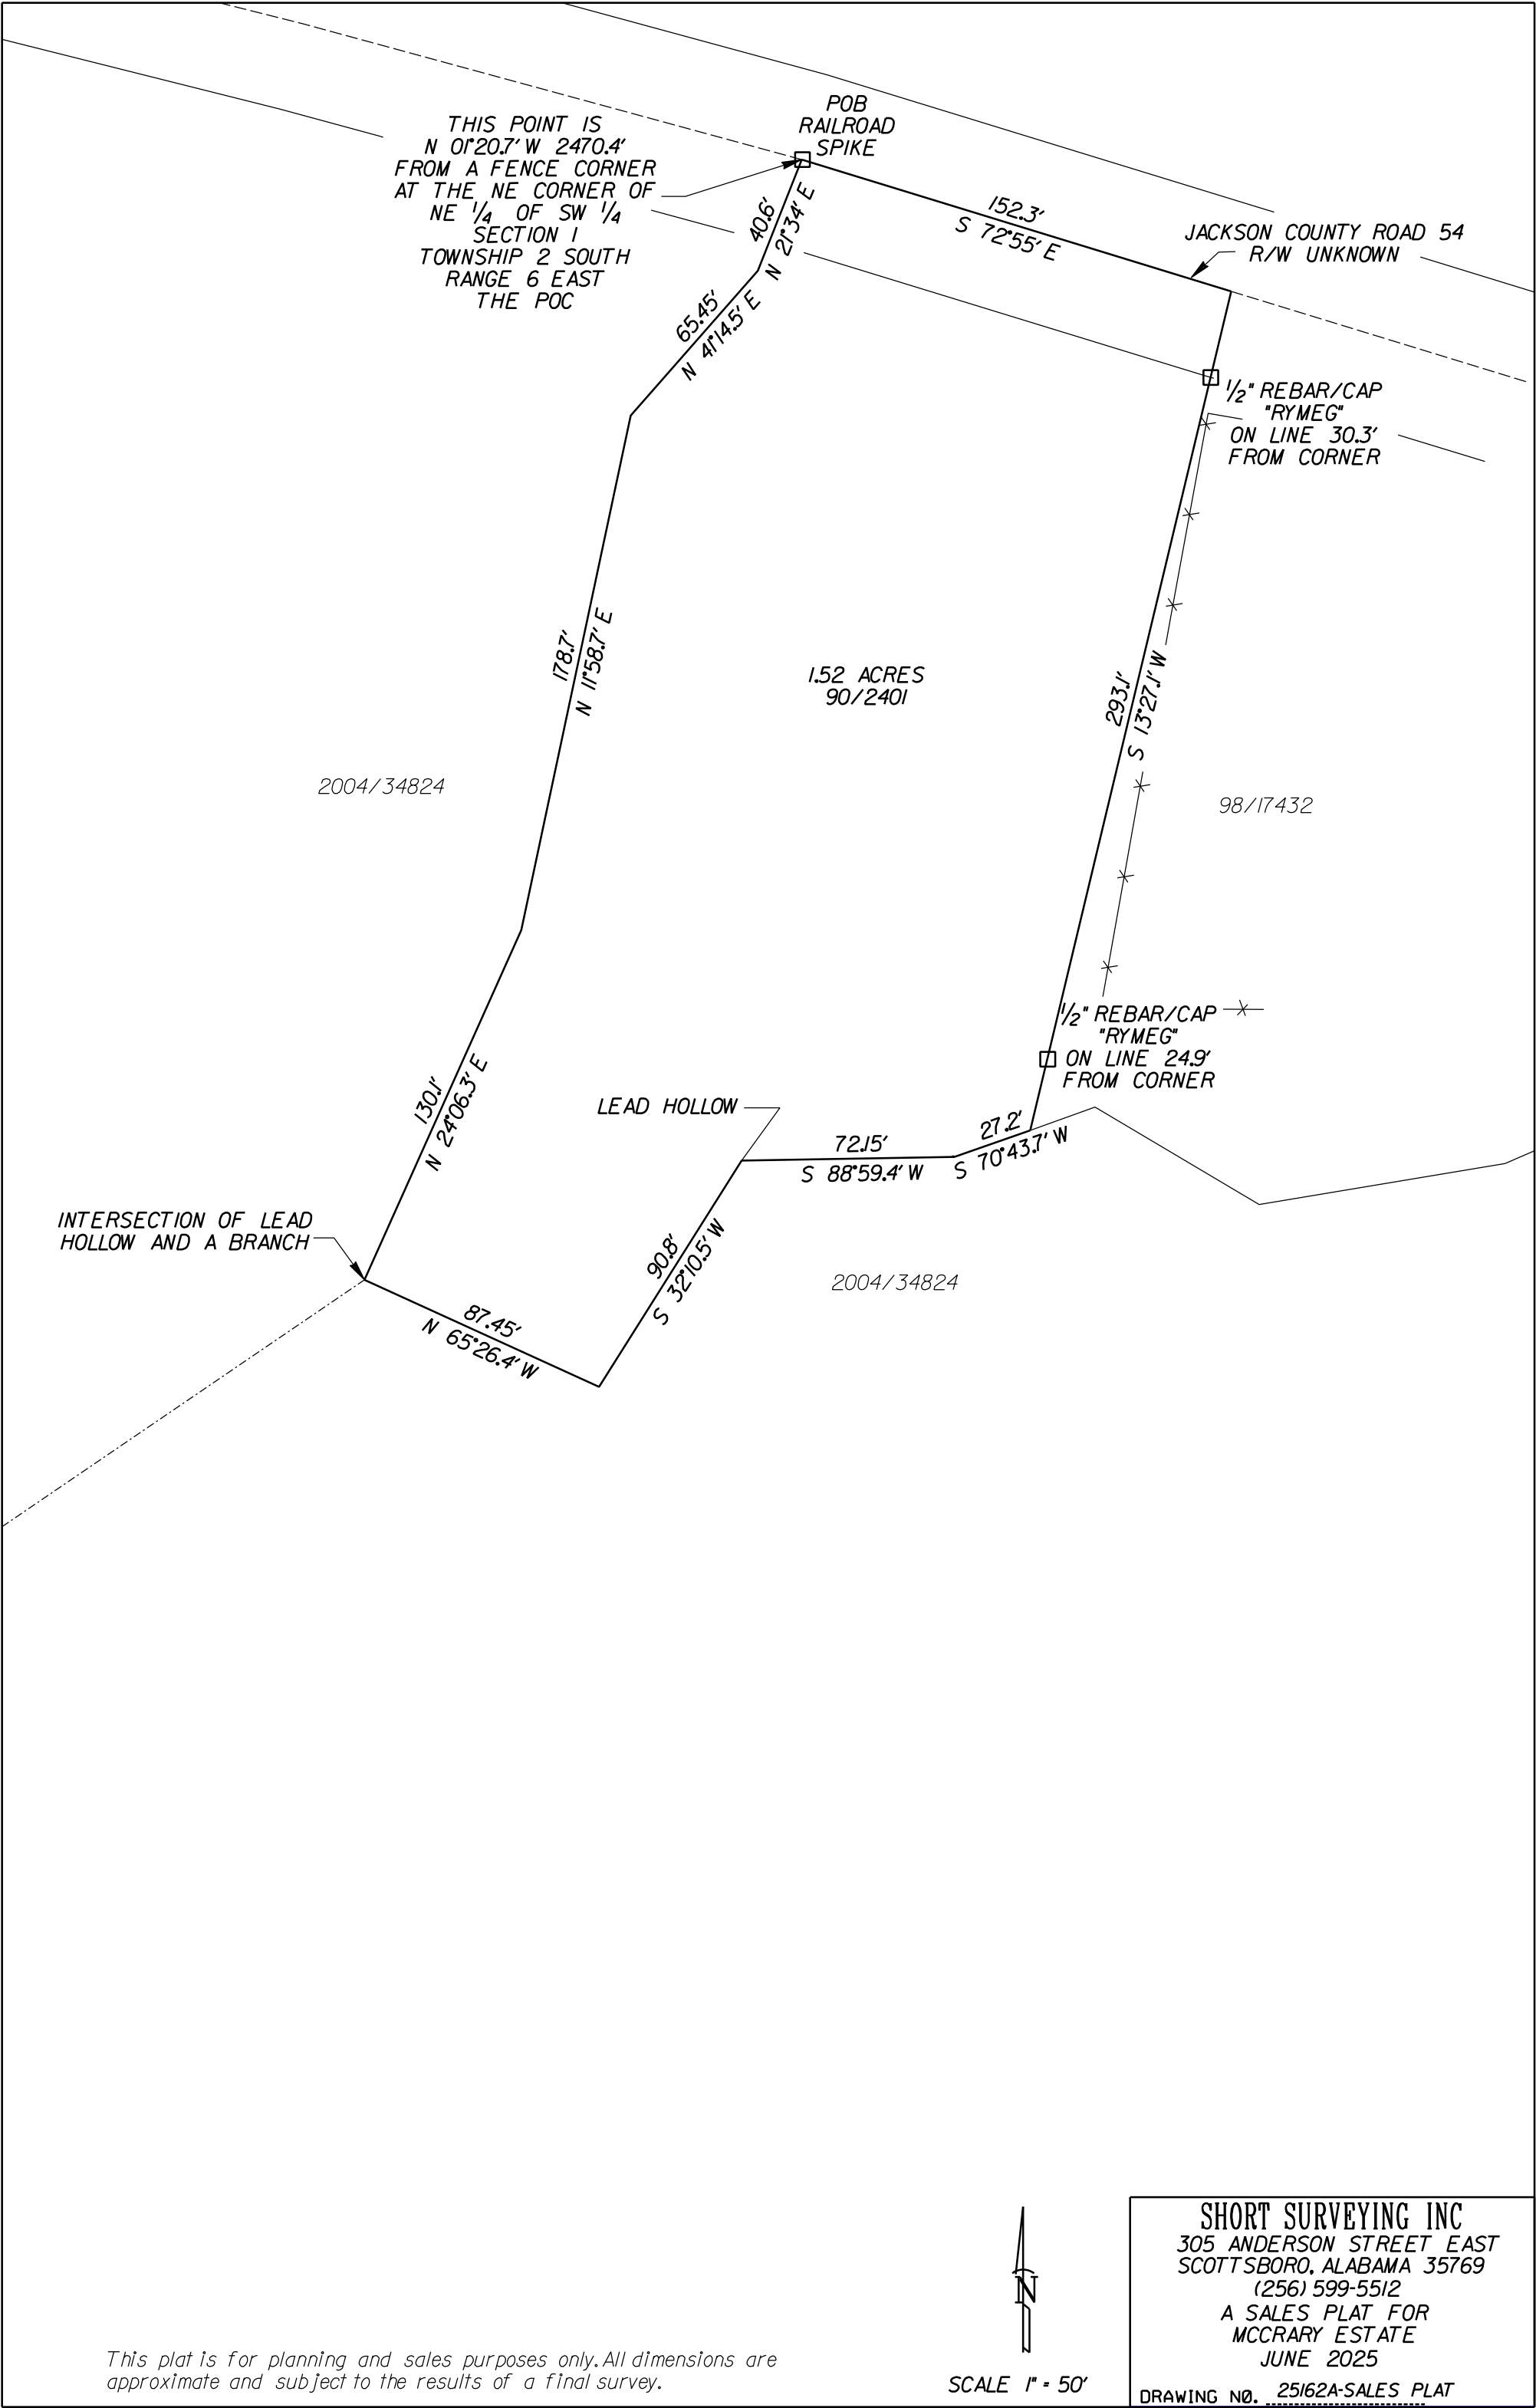 POB
RAILROAD
SPIKE
THIS POINT IS
N 01°20.7' W 2470.4'
FROM A FENCE CORNER
AT THE NE CORNER OF
NE 1/4 OF SW 1/4
SECTION 1
TOWNSHIP 2 SOUTH
RANGE 6 EAST
THE POC
40.6'
N 21°34' E
152.3'
S 72°55' E
JACKSON COUNTY ROAD 54
R/W UNKNOWN
65.45'
N 41°14.5' E
1/2" REBAR/CAP
"RYMEG"
ON LINE 30.3'
FROM CORNER
178.7'
N 11°58.7' E
1.52 ACRES
90/2401
293.1'
S 13°27.1' W
2004/34824
98/17432
1/2" REBAR/CAP
"RYMEG"
ON LINE 24.9'
FROM CORNER
130.1'
N 24°06.3' E
LEAD HOLLOW
72.15'
S 88°59.4' W
27.2'
S 70°43.7' W
INTERSECTION OF LEAD
HOLLOW AND A BRANCH
90.8'
S 32°10.5' W
2004/34824
87.45'
N 65°26.4' W
N
SCALE 1" = 50'
This plat is for planning and sales purposes only. All dimensions are
approximate and subject to the results of a final survey.
SHORT SURVEYING INC
305 ANDERSON STREET EAST
SCOTTSBORO, ALABAMA 35769
(256) 599-5512
A SALES PLAT FOR
MCCRARY ESTATE
JUNE 2025
DRAWING NO. 25162A-SALES PLAT